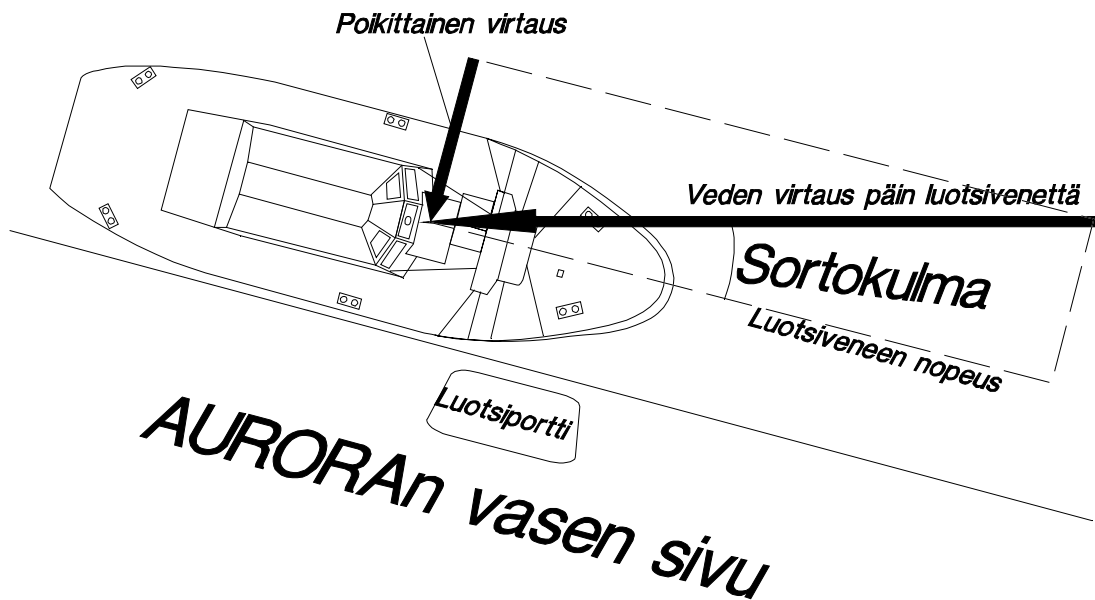 Poikittainen virtaus
Veden virtaus päin luotsivenettä
Sortokulma
Luotsiveneen nopeus
Luotsiportti
AURORAn vasen sivu